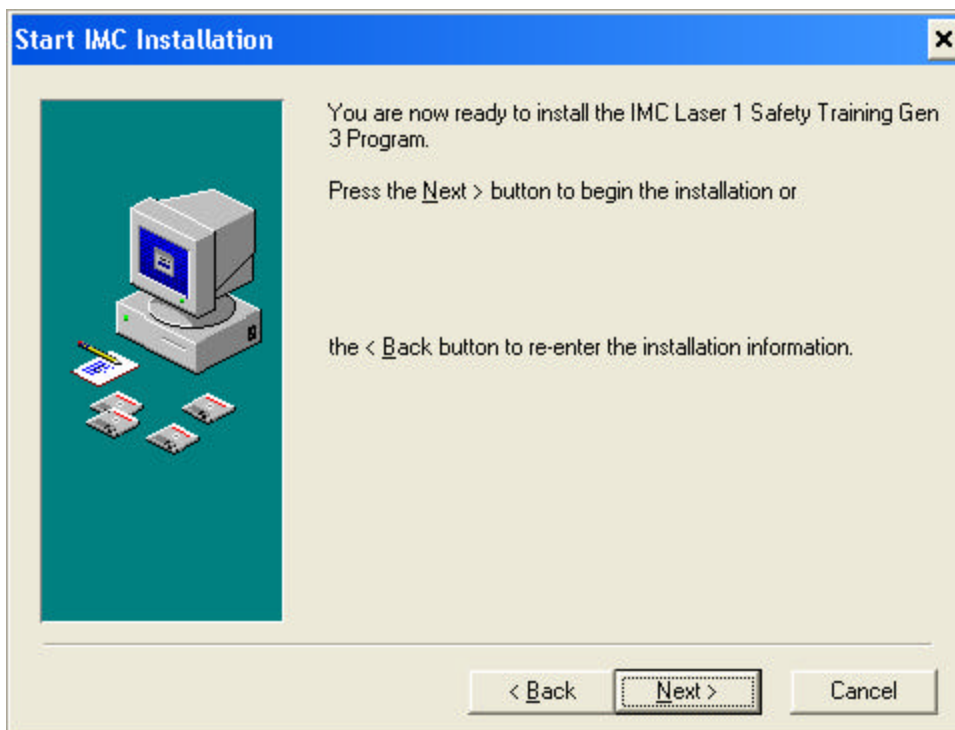 Start IMC Installation
You are now ready to install the IMC Laser 1 Safety Training Gen
3 Program.
Press the Next > button to begin the installation or
the < Back button to re-enter the installation information.
< Back
Next >
Cancel